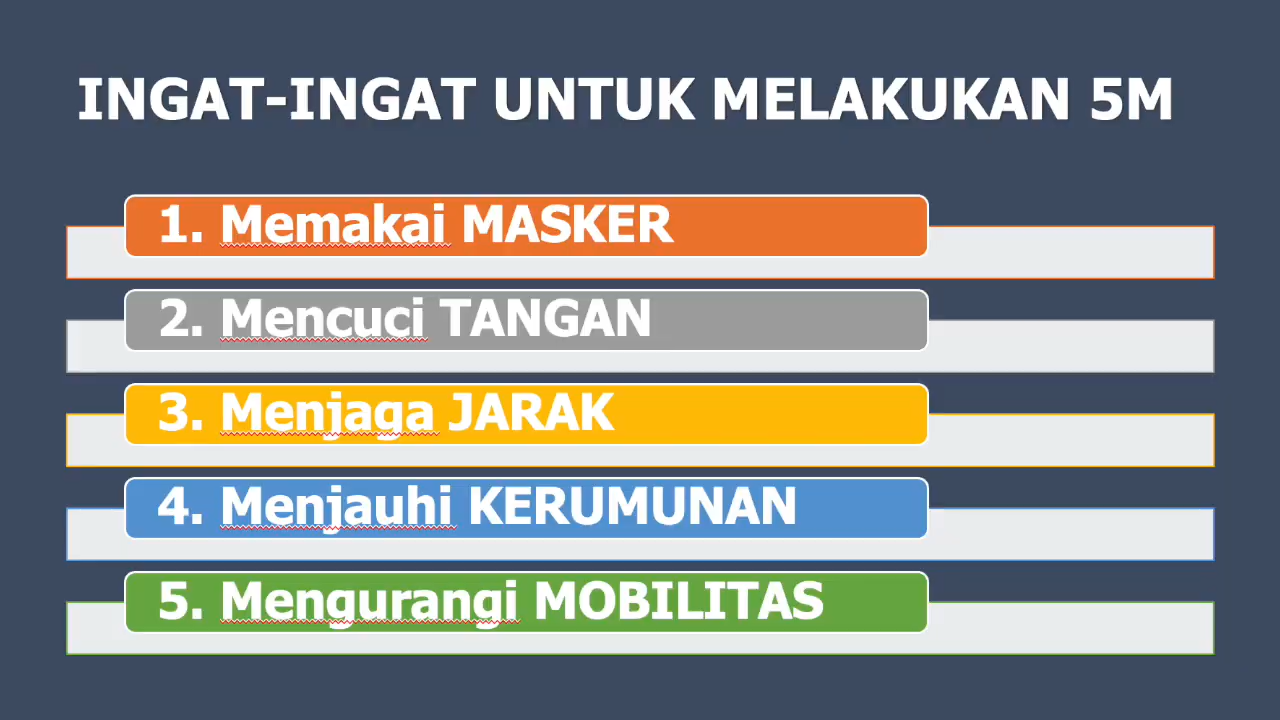 INGAT-INGAT UNTUK MELAKUKAN 5M
1. Memakai MASKER
2. Mencuci TANGAN
3. Menjaga JARAK
4. Menjauhi KERUMUNAN
5. Mengurangi MOBILITAS